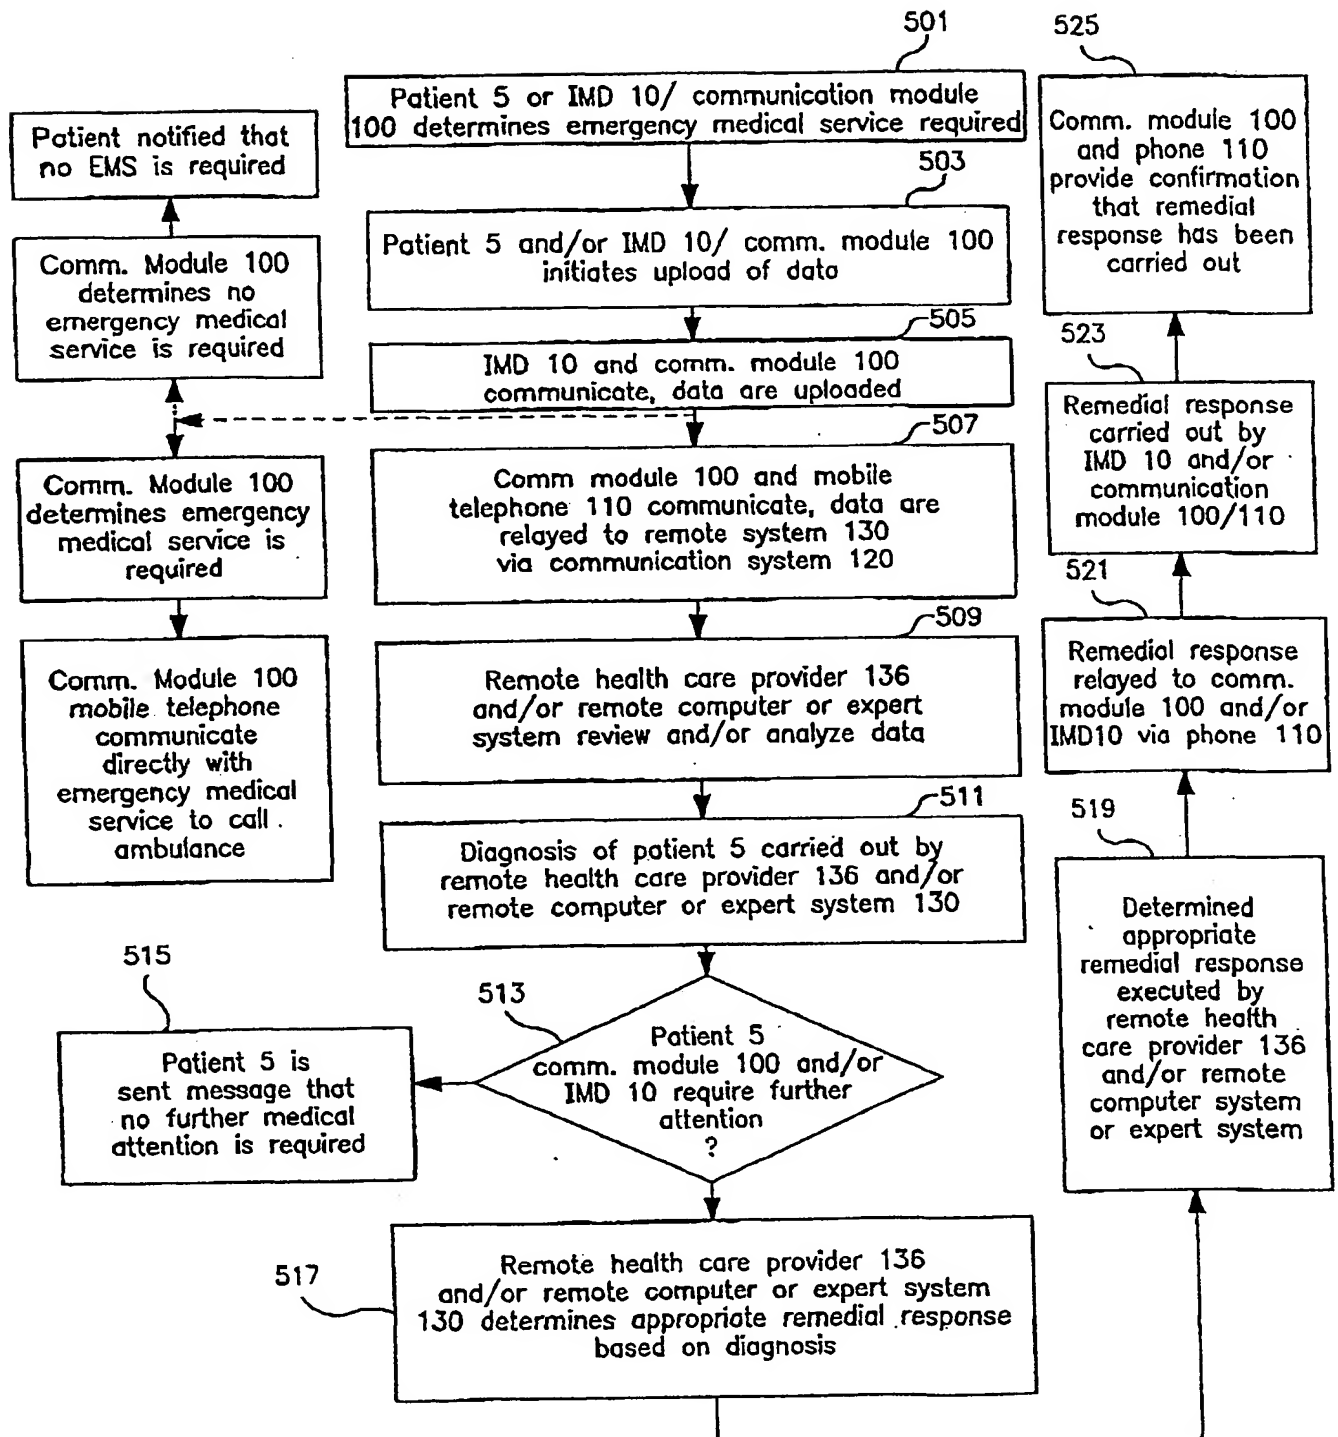 501
Patient 5 or IMD 10/ communication module
100 determines emergency medical service required
503
Patient 5 and/or IMD 10/ comm. module 100
initiates upload of data
505
IMD 10 and comm. module 100
communicate, data are uploaded
507
Comm module 100 and mobile
telephone 110 communicate, data are
relayed to remote system 130
via communication system 120
509
Remote health care provider 136
and/or remote computer or expert
system review and/or analyze data
511
Diagnosis of patient 5 carried out by
remote health care provider 136 and/or
remote computer or expert system 130
513
Patient 5
comm. module 100 and/or
IMD 10 require further
attention
?
515
Patient 5 is
sent message that
no further medical
attention is required
517
Remote health care provider 136
and/or remote computer or expert system
130 determines appropriate remedial response
based on diagnosis
Patient notified that
no EMS is required
Comm. Module 100
determines no
emergency medical
service is required
Comm. Module 100
determines emergency
medical service is
required
Comm. Module 100
mobile telephone
communicate
directly with
emergency medical
service to call
ambulance
525
Comm. module 100
and phone 110
provide confirmation
that remedial
response has been
carried out
523
Remedial response
carried out by
IMD 10 and/or
communication
module 100/110
521
Remedial response
relayed to comm.
module 100 and/or
IMD10 via phone 110
519
Determined
appropriate
remedial response
executed by
remote health
care provider 136
and/or remote
computer system
or expert system